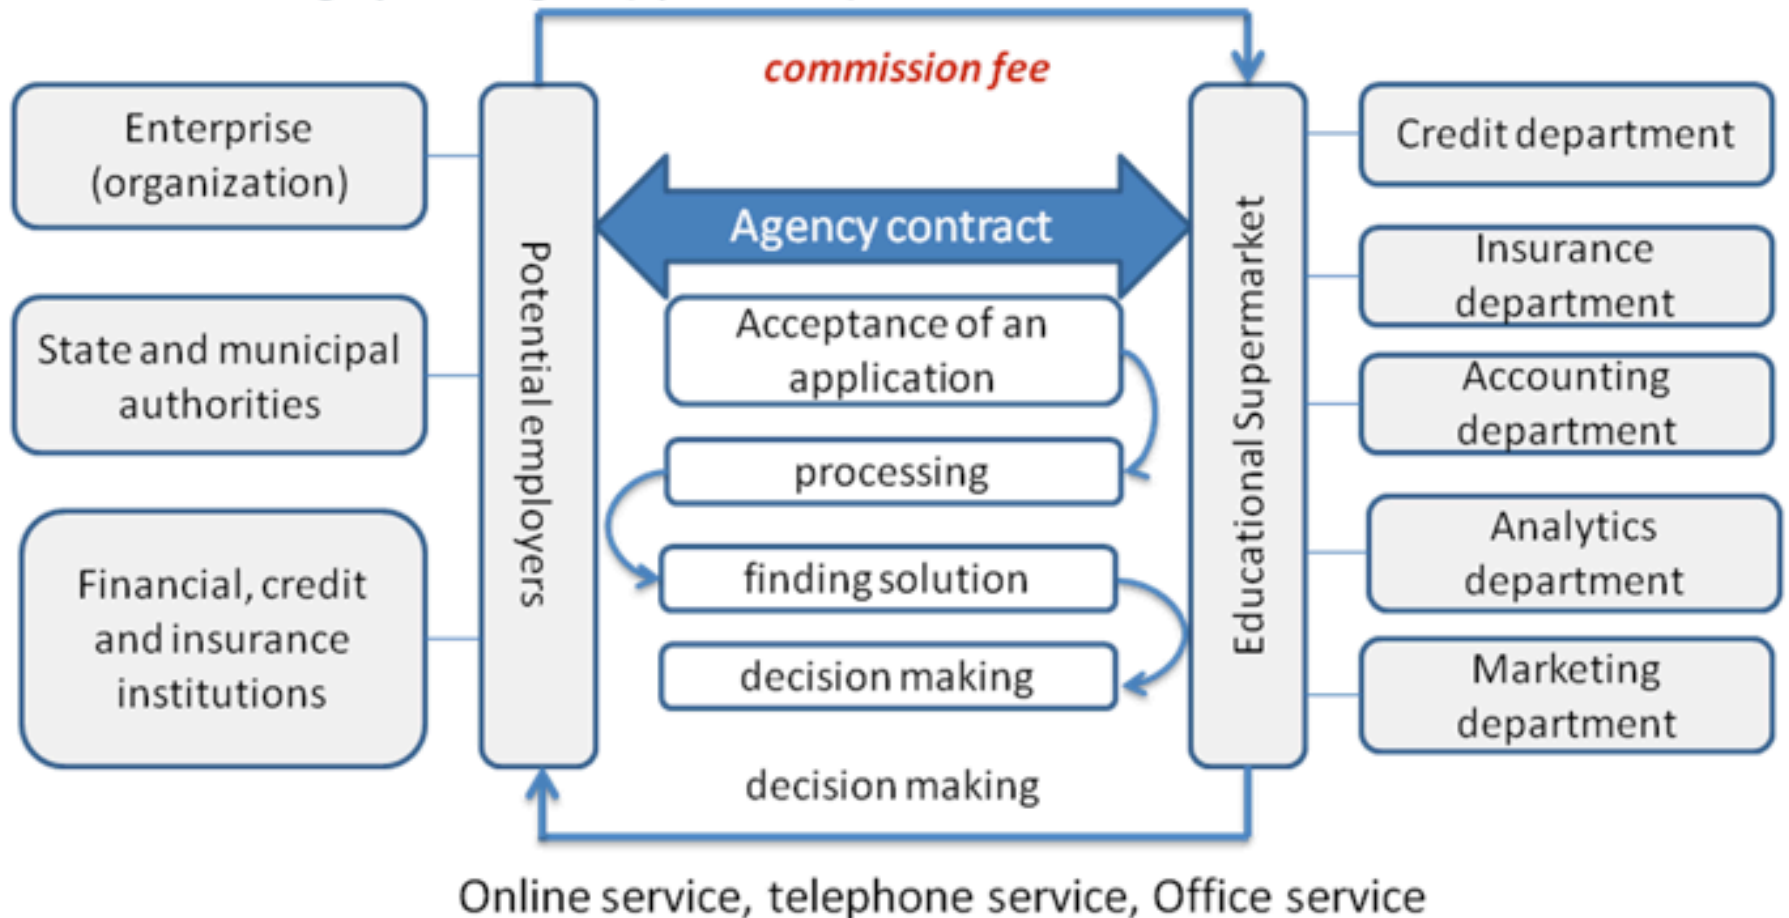 commission fee
Enterprise
(organization)
State and municipal
authorities
Financial, credit
and insurance
institutions
Potential employers
Agency contract
Acceptance of an
application
processing
finding solution
decision making
decision making
Educational Supermarket
Credit department
Insurance
department
Accounting
department
Analytics
department
Marketing
department
Online service, telephone service, Office service